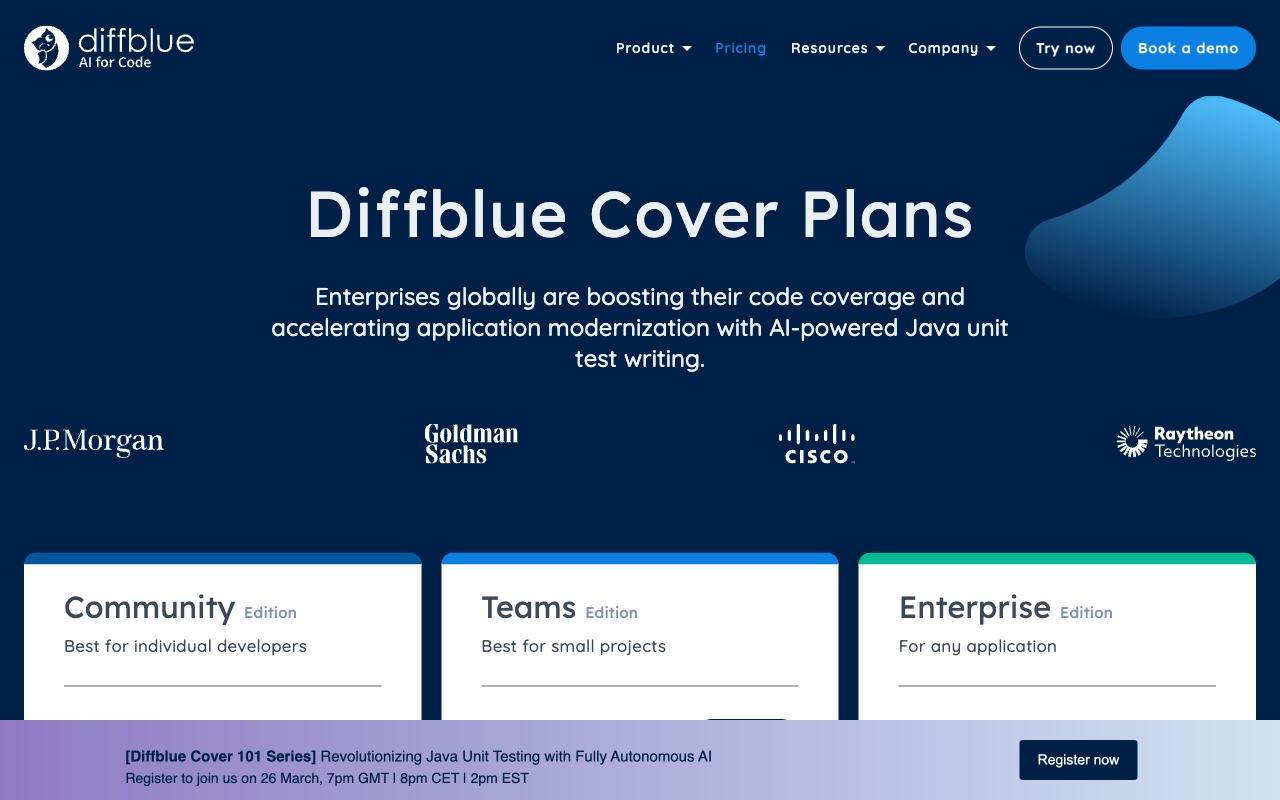 diffblue
AI for Code
Product
Pricing
Resources
Company
Try now
Book a demo
Diffblue Cover Plans
Enterprises globally are boosting their code coverage and
accelerating application modernization with AI-powered Java unit
test writing.
J.P.Morgan
Goldman
Sachs
CISCO
Raytheon
Technologies
Community Edition
Best for individual developers
Teams Edition
Best for small projects
Enterprise Edition
For any application
[Diffblue Cover 101 Series] Revolutionizing Java Unit Testing with Fully Autonomous AI
Register to join us on 26 March, 7pm GMT | 8pm CET | 2pm EST
Register now